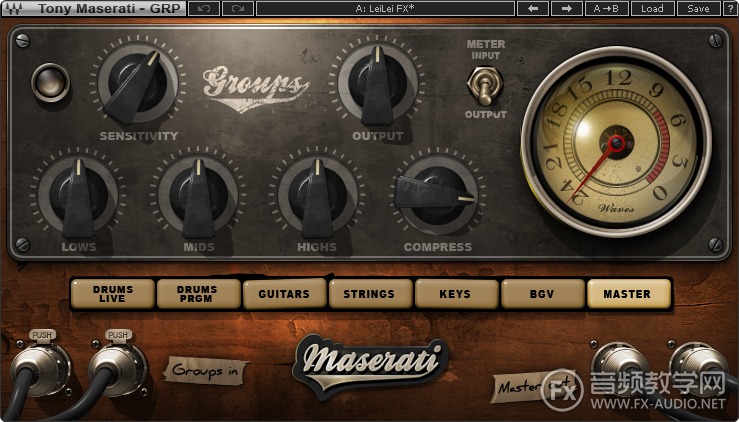 Tony Maserati - GRP
A: LeiLei FX*
A→B
Load
Save
?
Groups
METER
INPUT
OUTPUT
SENSITIVITY
OUTPUT
24 18 15 12 9 6 3 0
Waves
LOWS
MIDS
HIGHS
COMPRESS
DRUMS
LIVE
DRUMS
PRGM
GUITARS
STRINGS
KEYS
BGV
MASTER
PUSH
PUSH
Groups in
Maserati
Master out
Fx 音频教学网
WWW.FX-AUDIO.NET